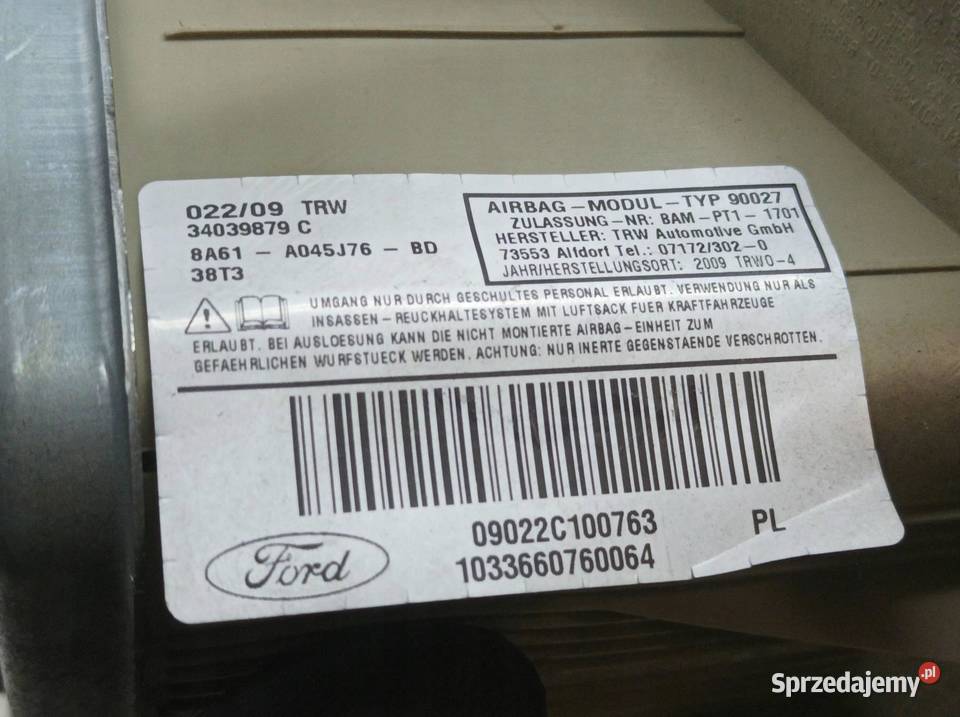 022/09 TRW
34039879 C
8A61 - A045J76 - BD
38T3
AIRBAG-MODUL-TYP 90027
ZULASSUNG-NR: BAM-PT1-1701
HERSTELLER: TRW Automotive GmbH
73553 Alfdorf Tel.: 07172/302-0
JAHR/HERSTELLUNGSORT: 2009 TRWO-4
UMGANG NUR DURCH GESCHULTES PERSONAL ERLAUBT. VERWENDUNG NUR ALS
INSASSEN-REUCKHALTESYSTEM MIT LUFTSACK FUER KRAFTFAHRZEUGE
ERLAUBT. BEI AUSLOESUNG KANN DIE NICHT MONTIERTE AIRBAG-EINHEIT ZUM
GEFAEHRLICHEN WURFSTUECK WERDEN. ACHTUNG: NUR INERTE GEGENSTAENDE VERSCHROTTEN.
09022C100763 PL
1033660760064
Ford
Sprzedajemy.pl